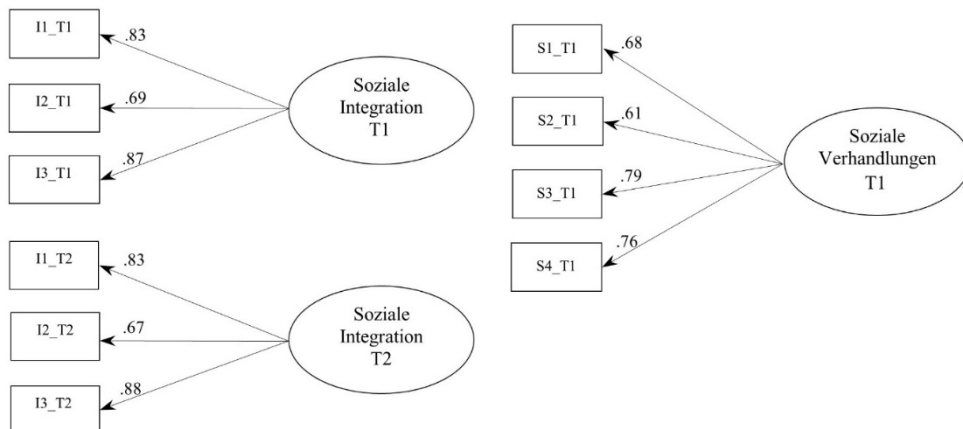 I1_T1
.83
I2_T1
.69
I3_T1
.87
Soziale
Integration
T1
I1_T2
.83
I2_T2
.67
I3_T2
.88
Soziale
Integration
T2
S1_T1
.68
S2_T1
.61
S3_T1
.79
S4_T1
.76
Soziale
Verhandlungen
T1